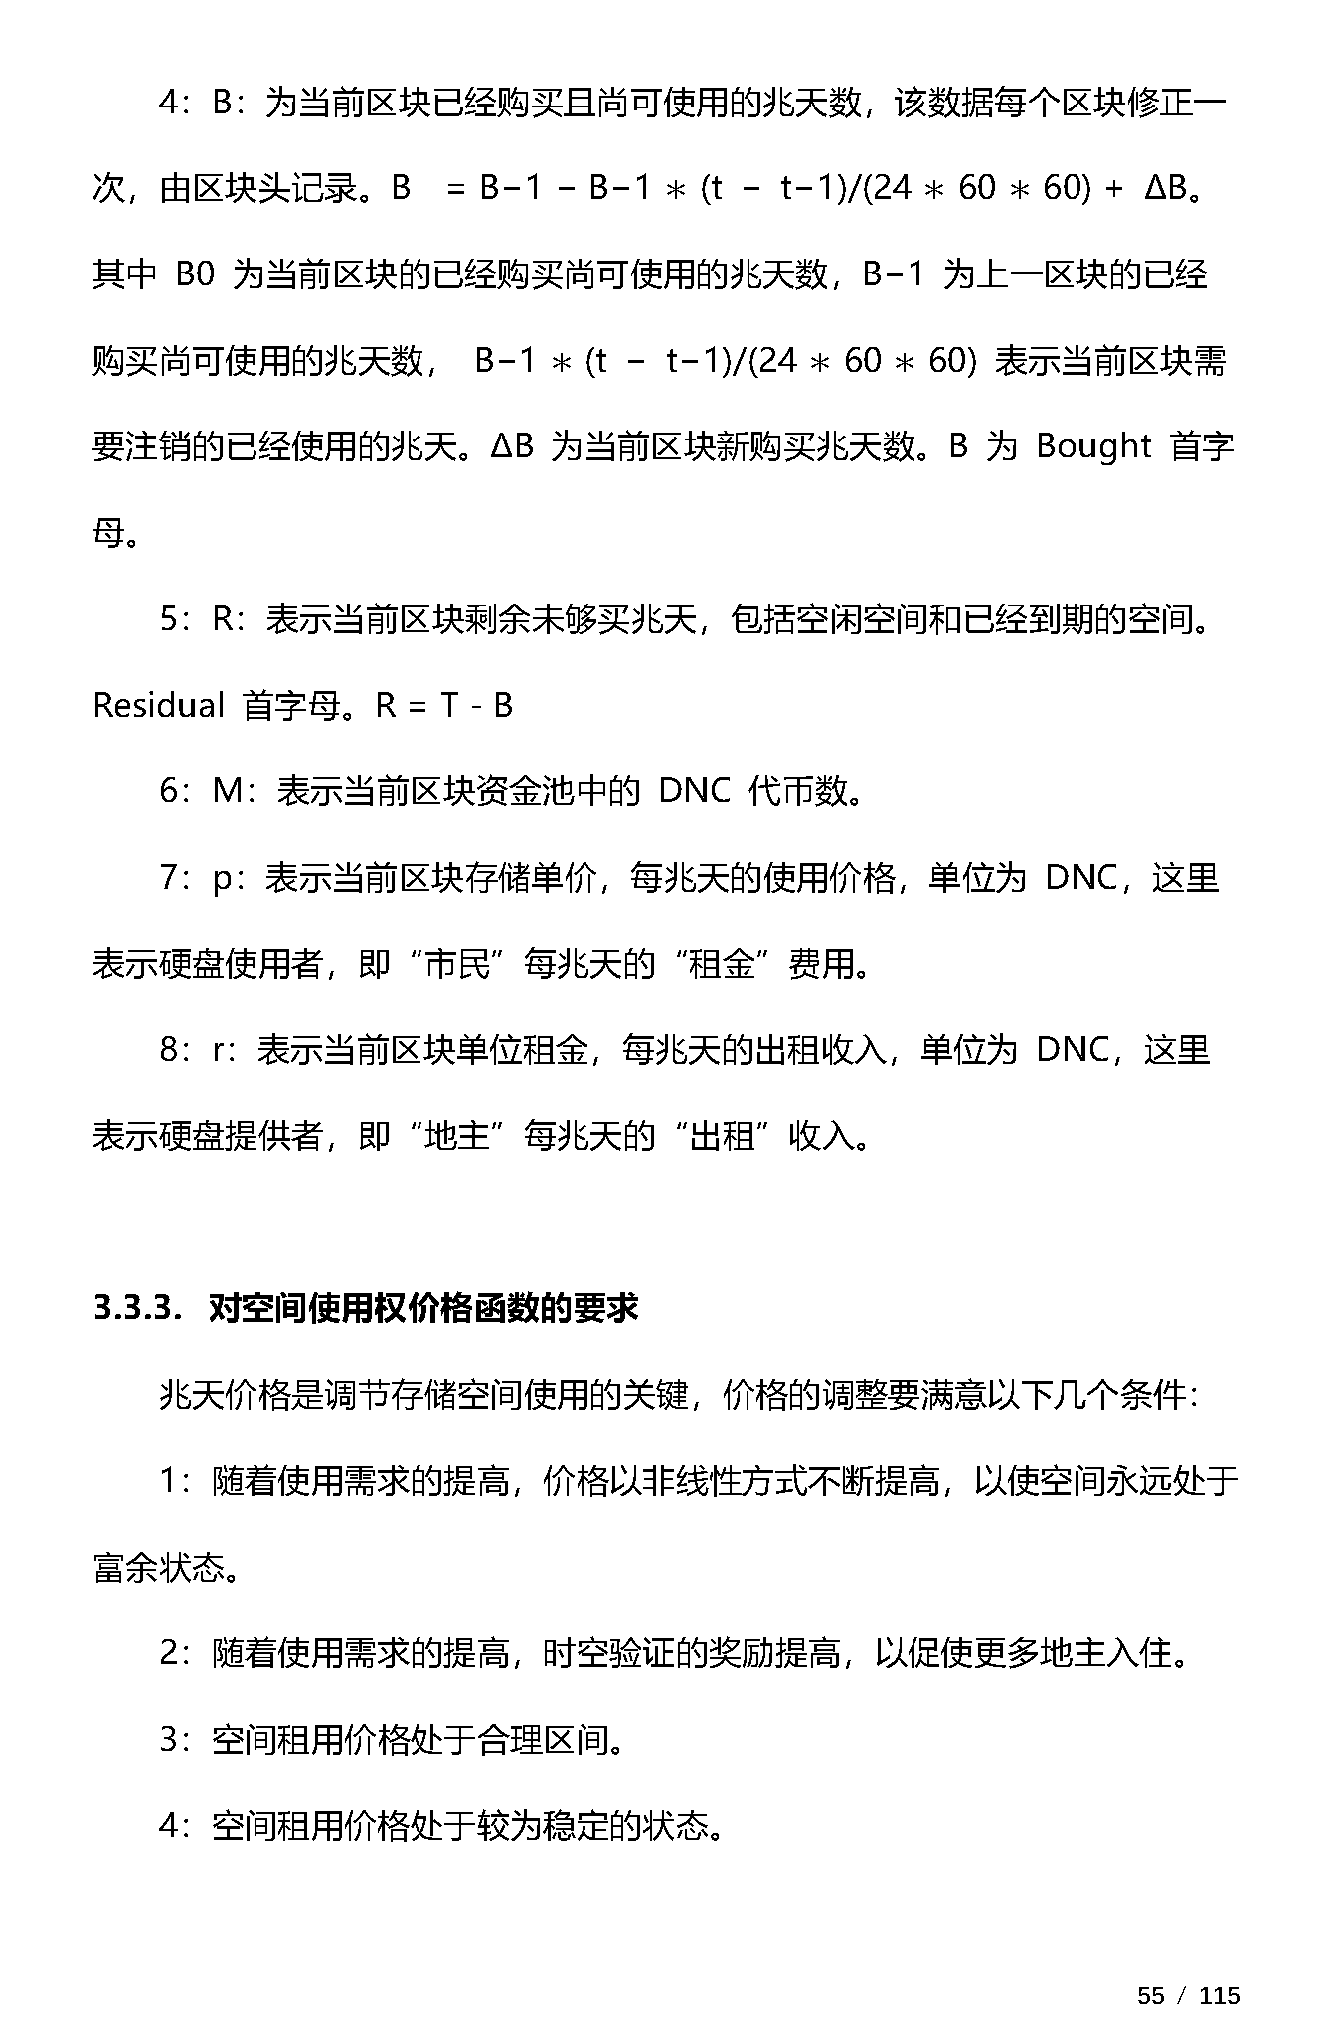 4：B：为当前区块已经购买且尚可使用的兆天数，该数据每个区块修正一
次，由区块头记录。B = B−1 − B−1 ∗ (t − t−1)/(24 ∗ 60 ∗ 60) + ΔB。
其中 B0 为当前区块的已经购买尚可使用的兆天数，B−1 为上一区块的已经
购买尚可使用的兆天数， B−1 ∗ (t − t−1)/(24 ∗ 60 ∗ 60) 表示当前区块需
要注销的已经使用的兆天。ΔB 为当前区块新购买兆天数。B 为 Bought 首字
母。
5：R：表示当前区块剩余未够买兆天，包括空闲空间和已经到期的空间。
Residual 首字母。R = T - B
6：M：表示当前区块资金池中的 DNC 代币数。
7：p：表示当前区块存储单价，每兆天的使用价格，单位为 DNC，这里
表示硬盘使用者，即“市民”每兆天的“租金”费用。
8：r：表示当前区块单位租金，每兆天的出租收入，单位为 DNC，这里
表示硬盘提供者，即“地主”每兆天的“出租”收入。
3.3.3. 对空间使用权价格函数的要求
兆天价格是调节存储空间使用的关键，价格的调整要满意以下几个条件：
1：随着使用需求的提高，价格以非线性方式不断提高，以使空间永远处于
富余状态。
2：随着使用需求的提高，时空验证的奖励提高，以促使更多地主入住。
3：空间租用价格处于合理区间。
4：空间租用价格处于较为稳定的状态。
55 / 115